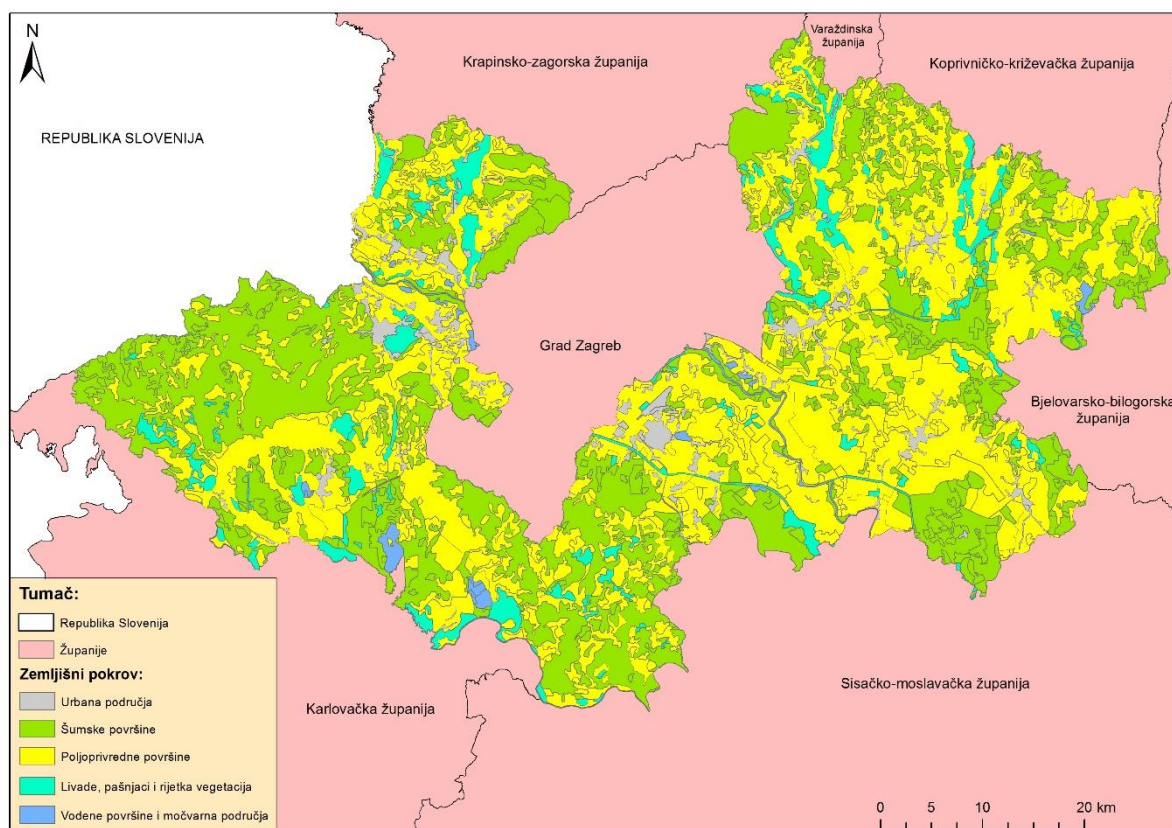 N
Varaždinska
županija
Krapinsko-zagorska županija
Koprivničko-križevačka županija
REPUBLIKA SLOVENIJA
Grad Zagreb
Bjelovarsko-bilogorska
županija
Sisačko-moslavačka županija
Karlovačka županija
Tumač:
Republika Slovenija
Županije
Zemljišni pokrov:
Urbana područja
Šumske površine
Poljoprivredne površine
Livade, pašnjaci i rijetka vegetacija
Vodene površine i močvarna područja
0 5 10 20 km